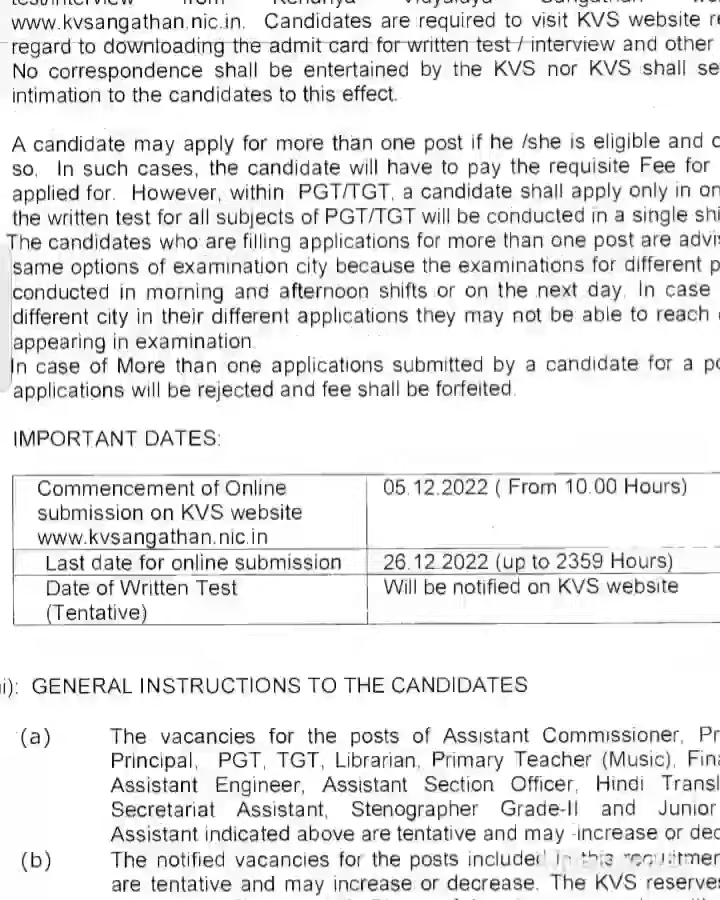 www.kvsangathan.nic.in. Candidates are required to visit KVS website
regard to downloading the admit card for written test / interview and other
No correspondence shall be entertained by the KVS nor KVS shall
intimation to the candidates to this effect.
A candidate may apply for more than one post if he /she is eligible and
so. In such cases, the candidate will have to pay the requisite Fee for
applied for. However, within PGT/TGT, a candidate shall apply only in
the written test for all subjects of PGT/TGT will be conducted in a single
The candidates who are filling applications for more than one post are
same options of examination city because the examinations for different
conducted in morning and afternoon shifts or on the next day. In case
different city in their different applications they may not be able to reach
appearing in examination.
In case of More than one applications submitted by a candidate for a
applications will be rejected and fee shall be forfeited.
IMPORTANT DATES:
Commencement of Online 05.12.2022 ( From 10.00 Hours)
submission on KVS website
www.kvsangathan.nic.in
Last date for online submission 26.12.2022 (up to 2359 Hours)
Date of Written Test Will be notified on KVS website
(Tentative)
GENERAL INSTRUCTIONS TO THE CANDIDATES
(a) The vacancies for the posts of Assistant Commissioner,
Principal, PGT, TGT, Librarian, Primary Teacher (Music),
Assistant Engineer, Assistant Section Officer, Hindi
Secretariat Assistant, Stenographer Grade-II and Junior
Assistant indicated above are tentative and may increase or
(b) The notified vacancies for the posts included in this
are tentative and may increase or decrease. The KVS